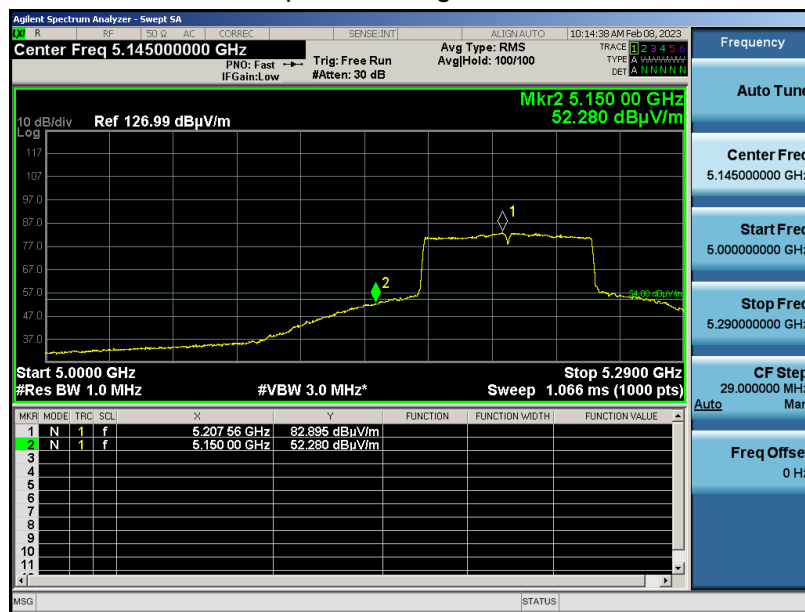 Agilent Spectrum Analyzer - Swept SA
LXI R RF 50 Ω AC CORREC SENSE:INT ALIGN AUTO 10:14:38 AM Feb 08, 2023
Center Freq 5.145000000 GHz
PNO: Fast
IFGain:Low
Trig: Free Run
#Atten: 30 dB
Avg Type: RMS
Avg|Hold: 100/100
TRACE 1 2 3 4 5 6
TYPE A WWWWW
DET A N N N N N
Mkr2 5.150 00 GHz
52.280 dBµV/m
10 dB/div Ref 126.99 dBµV/m
Log
117
107
97.0
87.0
77.0
67.0
57.0
47.0
37.0
1
2
54.00 dBµV/m
Start 5.0000 GHz Stop 5.2900 GHz
#Res BW 1.0 MHz #VBW 3.0 MHz* Sweep 1.066 ms (1000 pts)
MKR MODE TRC SCL X Y FUNCTION FUNCTION WIDTH FUNCTION VALUE
1 N 1 f 5.207 56 GHz 82.895 dBµV/m
2 N 1 f 5.150 00 GHz 52.280 dBµV/m
3
4
5
6
7
8
9
10
11
MSG STATUS
Frequency
Auto Tune
Center Freq
5.145000000 GHz
Start Freq
5.000000000 GHz
Stop Freq
5.290000000 GHz
CF Step
29.000000 MHz
Auto Man
Freq Offset
0 Hz